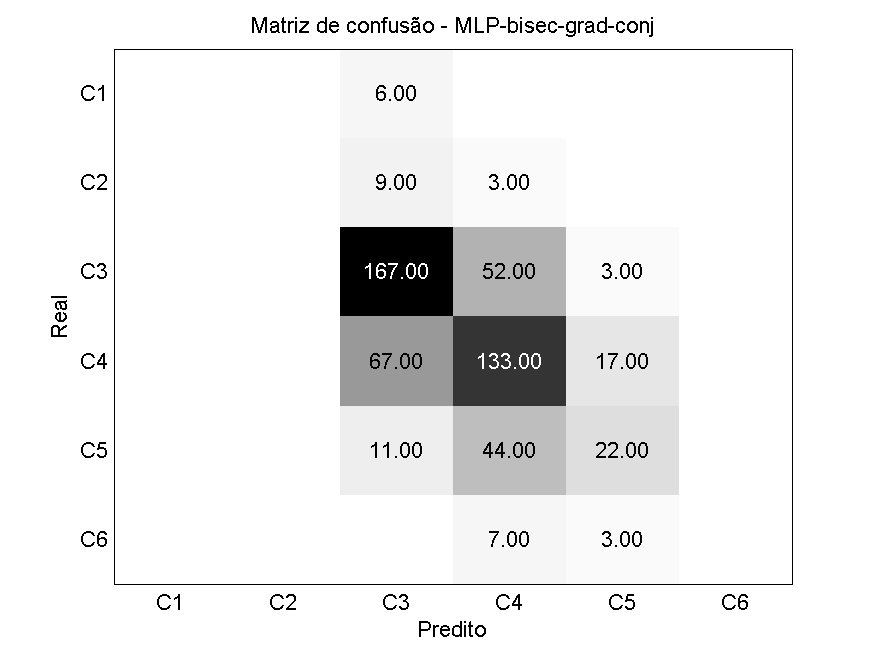 Matriz de confusão - MLP-bisec-grad-conj
C1 6.00
C2 9.00 3.00
C3 167.00 52.00 3.00
Real
C4 67.00 133.00 17.00
C5 11.00 44.00 22.00
C6 7.00 3.00
C1 C2 C3 C4 C5 C6
Predito